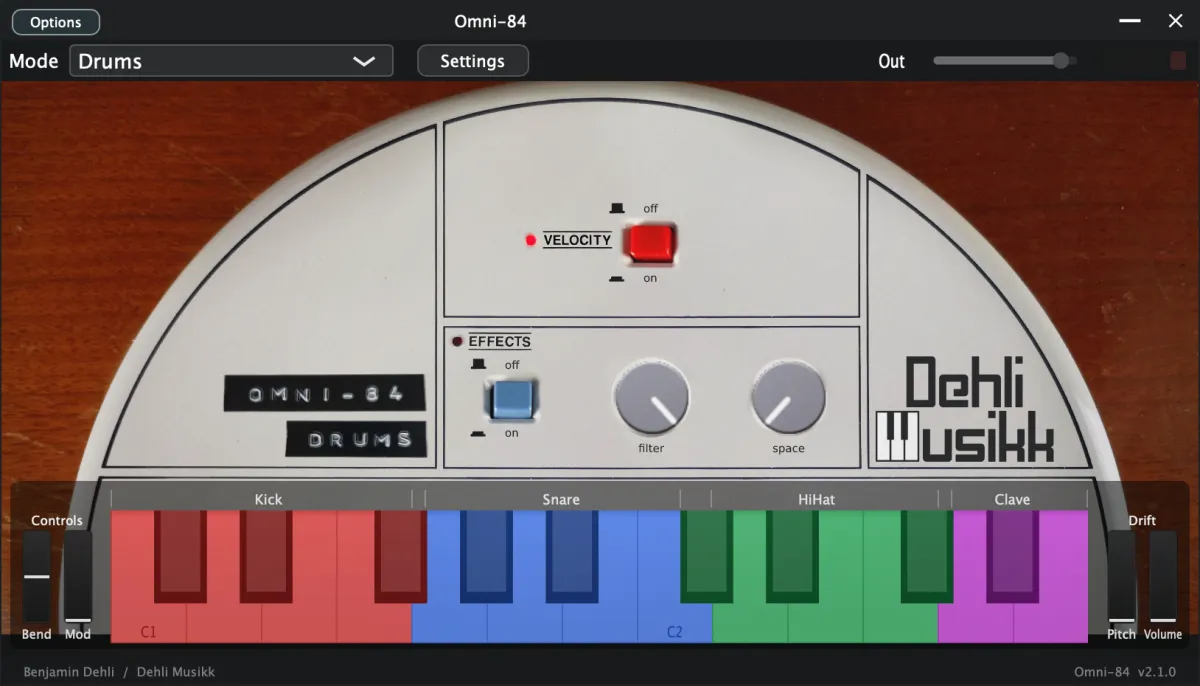 Options
Omni-84
Mode
Drums
Settings
Out
off
VELOCITY
on
EFFECTS
off
on
filter
space
OMNI-84
DRUMS
Dehli
Musikk
Kick
Snare
HiHat
Clave
Controls
Drift
C1
C2
Bend
Mod
Pitch
Volume
Benjamin Dehli / Dehli Musikk
Omni-84 v2.1.0